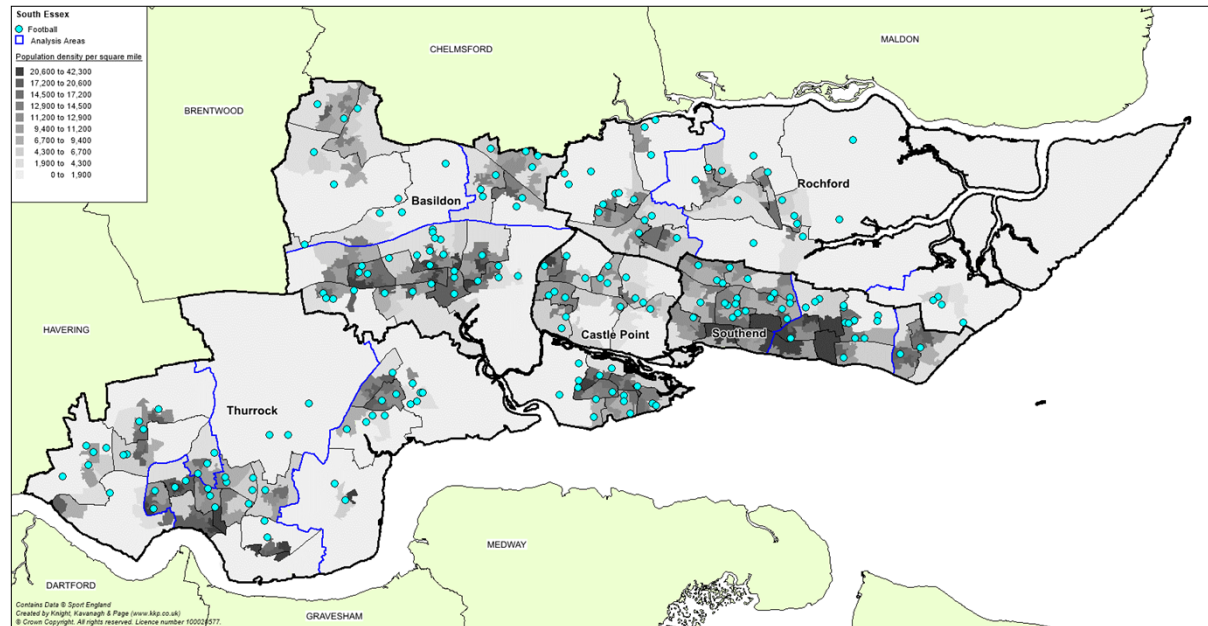 South Essex
Football
Analysis Areas
Population density per square mile
20,600 to 42,300
17,200 to 20,600
14,500 to 17,200
12,900 to 14,500
11,200 to 12,900
9,400 to 11,200
6,700 to 9,400
4,300 to 6,700
1,900 to 4,300
0 to 1,900
MALDON
CHELMSFORD
BRENTWOOD
Rochford
Basildon
HAVERING
Castle Point
Southend
Thurrock
MEDWAY
DARTFORD
GRAVESHAM
Contains Data © Sport England
Created by Knight, Kavanagh & Page (www.kkp.co.uk)
© Crown Copyright. All rights reserved. Licence number 100020577.